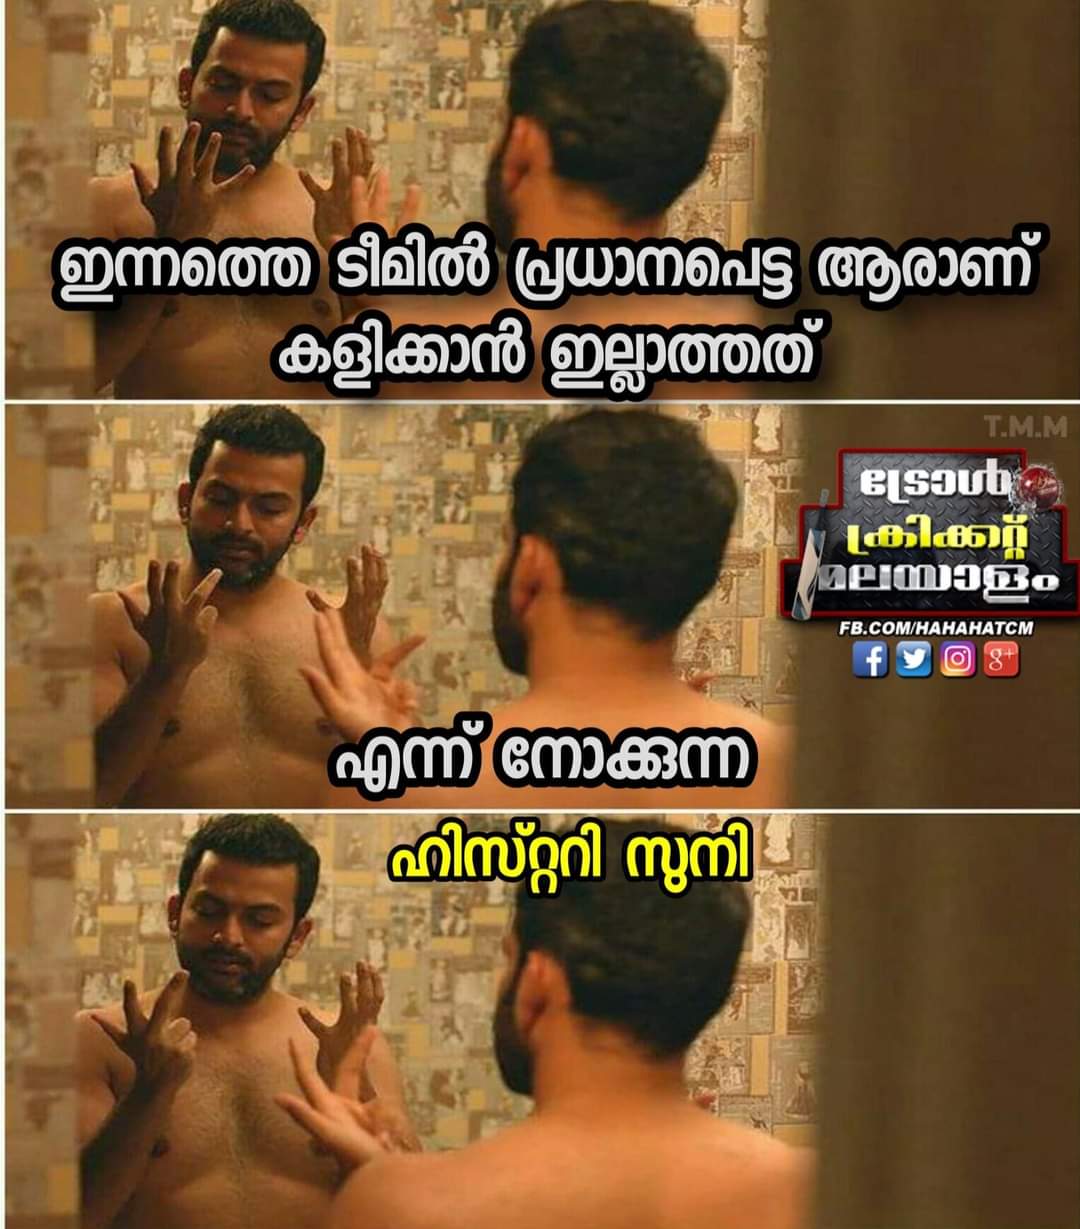 ഇന്നത്തെ ടീമിൽ പ്രധാനപെട്ട ആരാണ്
കളിക്കാൻ ഇല്ലാത്തത്
T.M.M
ട്രോൾ
ക്രിക്കറ്റ്
മലയാളം
FB.COM/HAHAHATCM
എന്ന് നോക്കുന്ന
ഹിസ്റ്ററി സുനി